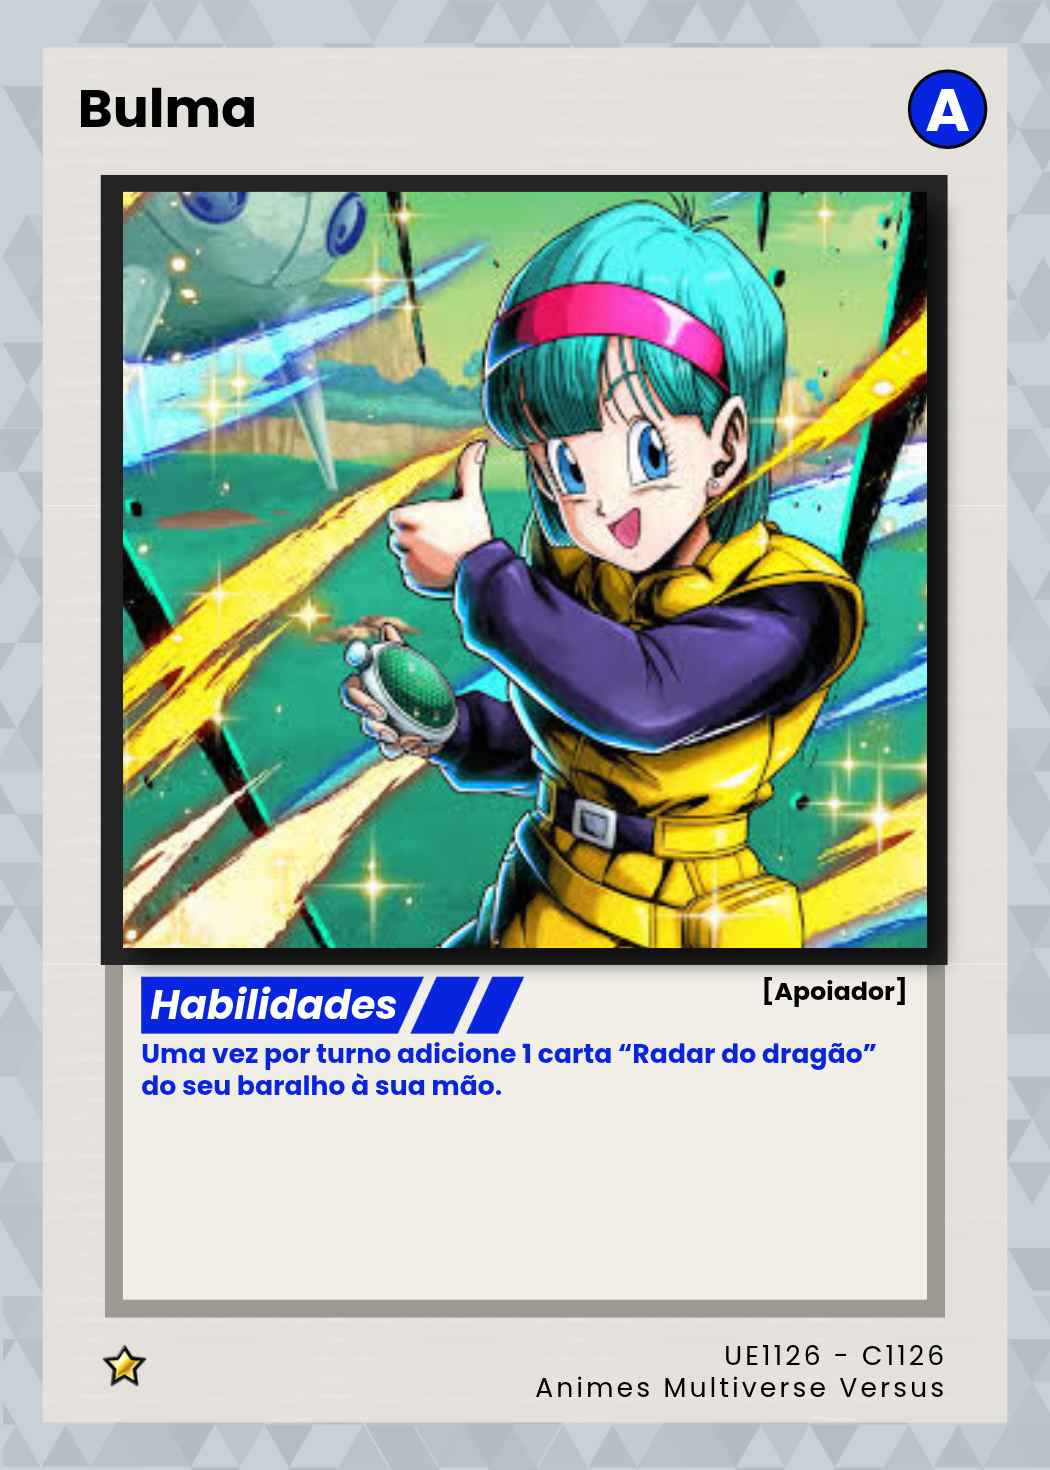 Bulma
A
Habilidades
[Apoiador]
Uma vez por turno adicione 1 carta “Radar do dragão”
do seu baralho à sua mão.
UE1126 - C1126
Animes Multiverse Versus